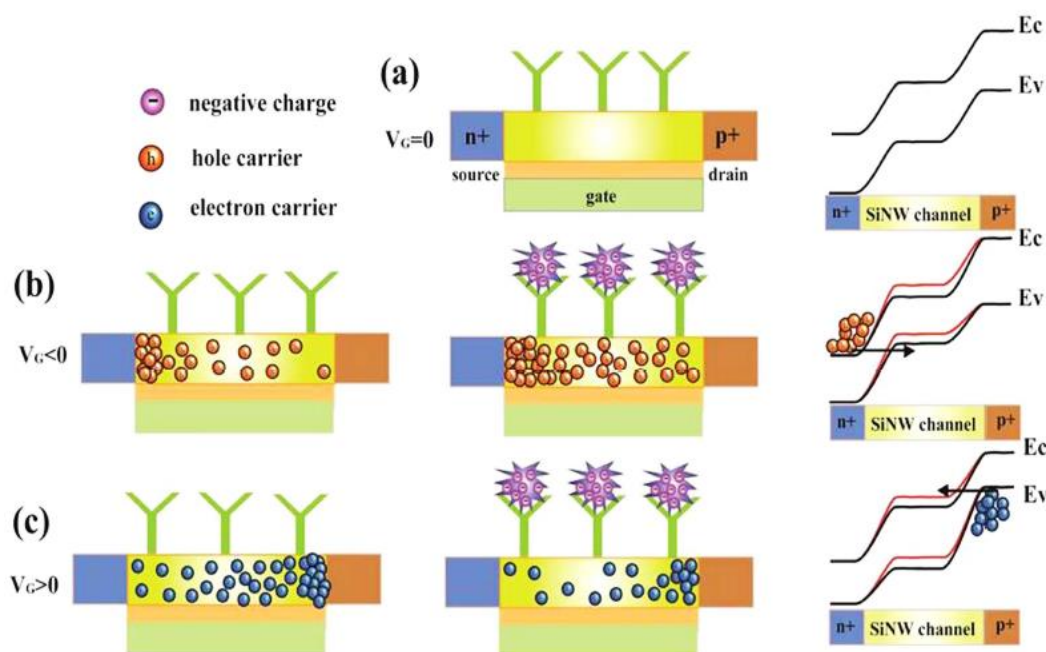 (a)
Ec
Ev
negative charge
VG=0
n+
p+
h
hole carrier
source
drain
gate
e
electron carrier
n+
SiNW channel
p+
Ec
(b)
Ev
VG<0
n+
SiNW channel
p+
Ec
(c)
Ev
VG>0
n+
SiNW channel
p+